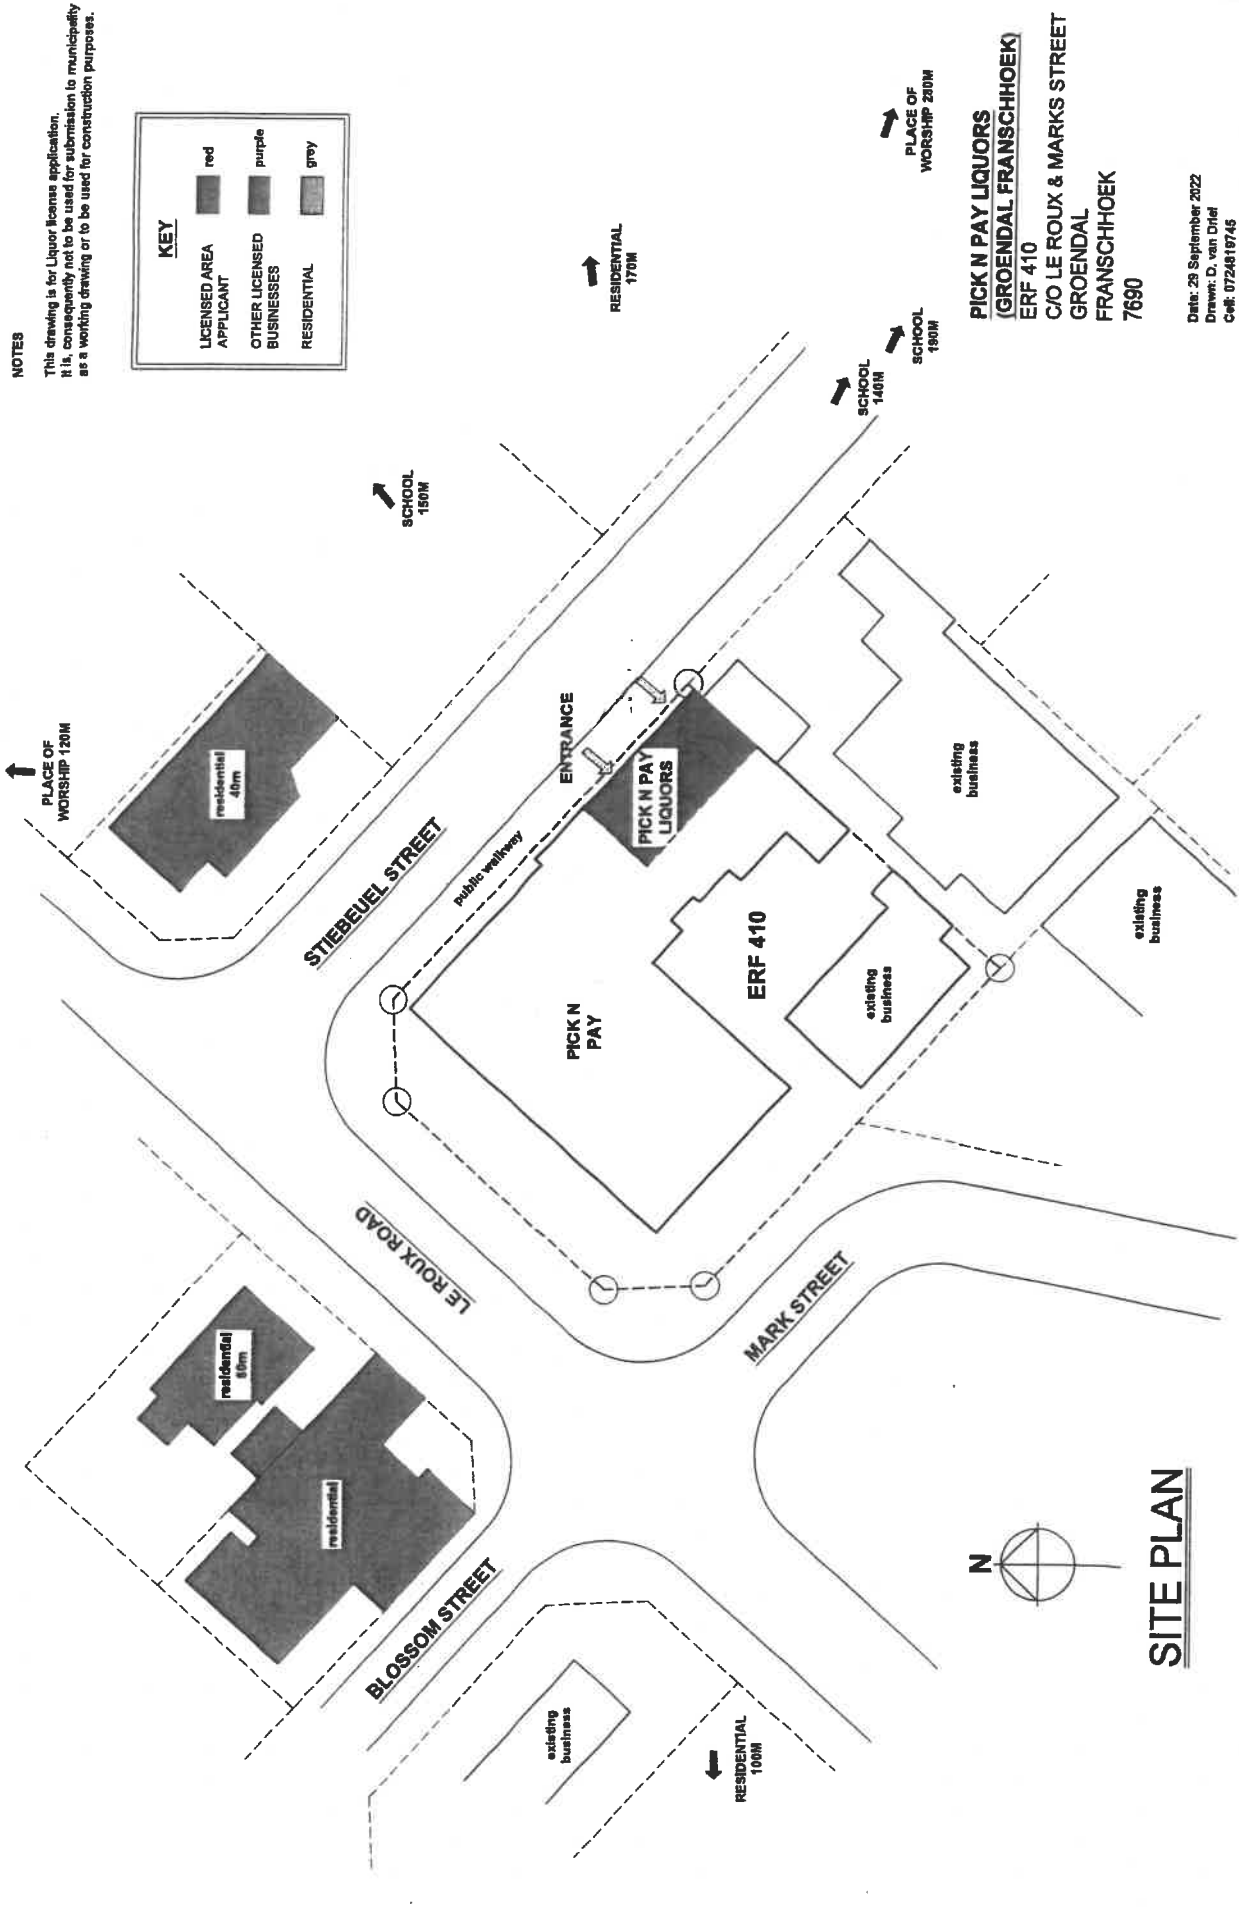 NOTES
This drawing is for Liquor license application.
It is, consequently not to be used for submission to municipality
as a working drawing or to be used for construction purposes.
KEY
LICENSED AREA
APPLICANT
red
OTHER LICENSED
BUSINESSES
purple
RESIDENTIAL
grey
PLACE OF
WORSHIP 120M
residential
40m
SCHOOL
150M
RESIDENTIAL
170M
PLACE OF
WORSHIP 280M
SCHOOL
140M
SCHOOL
190M
STIEBEUEL STREET
public walkway
ENTRANCE
PICK N PAY
LIQUORS
PICK N
PAY
ERF 410
existing
business
existing
business
existing
business
LE ROUX ROAD
MARK STREET
residential
60m
residential
BLOSSOM STREET
existing
business
RESIDENTIAL
100M
N
SITE PLAN
PICK N PAY LIQUORS
(GROENDAL FRANSCHHOEK)
ERF 410
C/O LE ROUX & MARKS STREET
GROENDAL
FRANSCHHOEK
7690
Date: 29 September 2022
Drawn: D. van Driel
Cell: 0724819745